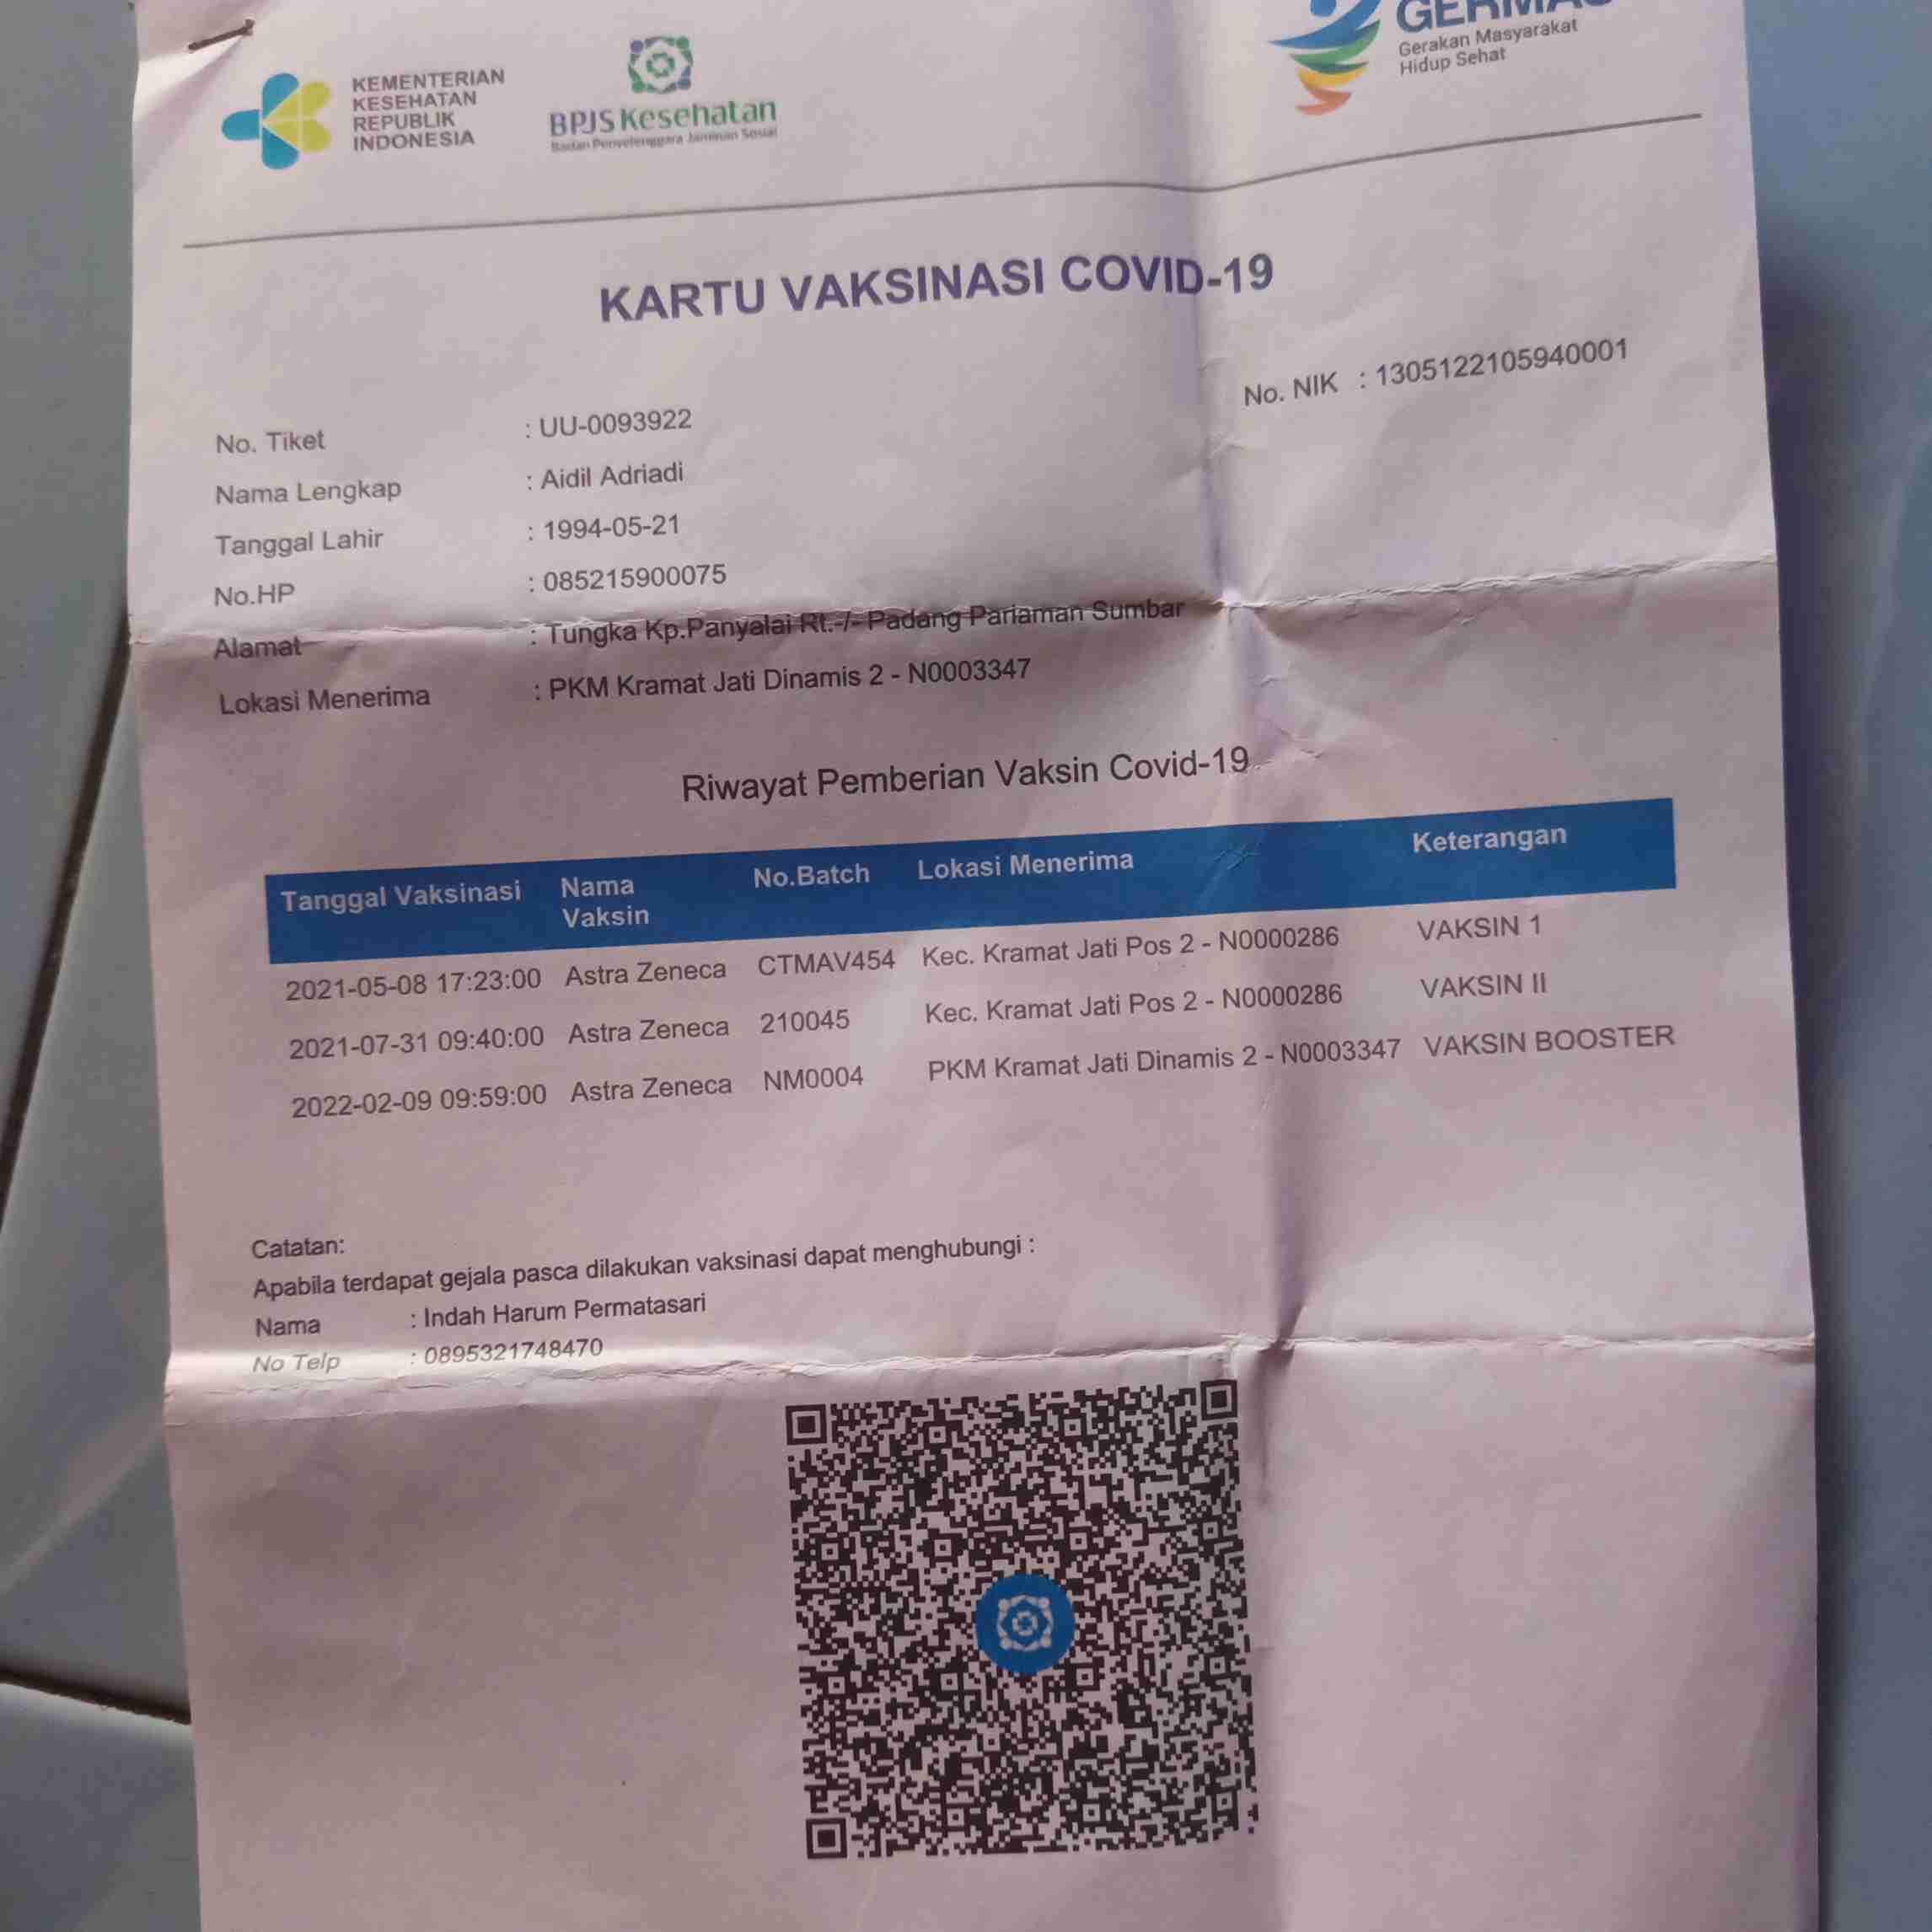 KEMENTERIAN
KESEHATAN
REPUBLIK
INDONESIA
BPJS Kesehatan
Badan Penyelenggara Jaminan Sosial
GERMAS
Gerakan Masyarakat
Hidup Sehat
KARTU VAKSINASI COVID-19
No. NIK : 1305122105940001
No. Tiket : UU-0093922
Nama Lengkap : Aidil Adriadi
Tanggal Lahir : 1994-05-21
No.HP : 085215900075
Alamat : Tungka Kp.Panyalai Rt.-/- Padang Pariaman Sumbar
Lokasi Menerima : PKM Kramat Jati Dinamis 2 - N0003347
Riwayat Pemberian Vaksin Covid-19
Tanggal Vaksinasi Nama Vaksin No.Batch Lokasi Menerima Keterangan
2021-05-08 17:23:00 Astra Zeneca CTMAV454 Kec. Kramat Jati Pos 2 - N0000286 VAKSIN 1
2021-07-31 09:40:00 Astra Zeneca 210045 Kec. Kramat Jati Pos 2 - N0000286 VAKSIN II
2022-02-09 09:59:00 Astra Zeneca NM0004 PKM Kramat Jati Dinamis 2 - N0003347 VAKSIN BOOSTER
Catatan:
Apabila terdapat gejala pasca dilakukan vaksinasi dapat menghubungi :
Nama : Indah Harum Permatasari
No Telp : 0895321748470